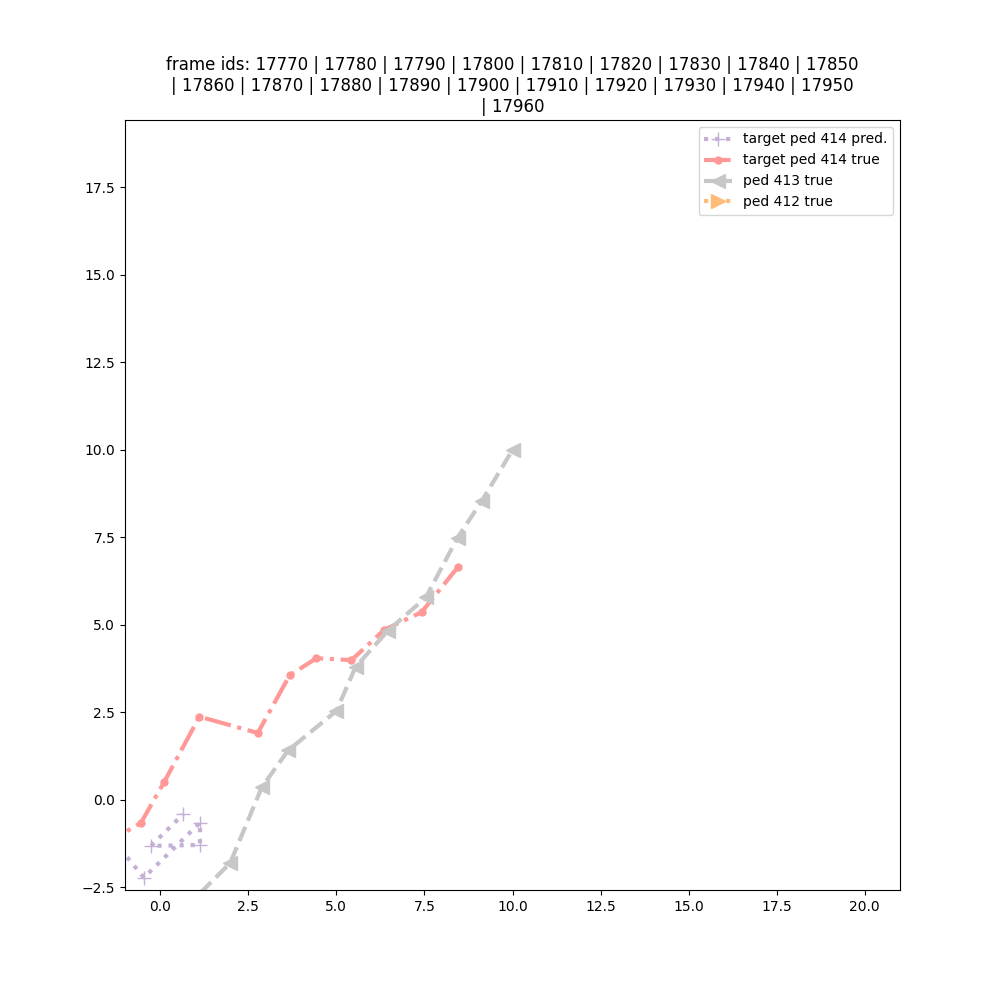 frame ids: 17770 | 17780 | 17790 | 17800 | 17810 | 17820 | 17830 | 17840 | 17850
| 17860 | 17870 | 17880 | 17890 | 17900 | 17910 | 17920 | 17930 | 17940 | 17950
| 17960
target ped 414 pred.
target ped 414 true
ped 413 true
ped 412 true
17.5
15.0
12.5
10.0
7.5
5.0
2.5
0.0
−2.5
0.0 2.5 5.0 7.5 10.0 12.5 15.0 17.5 20.0